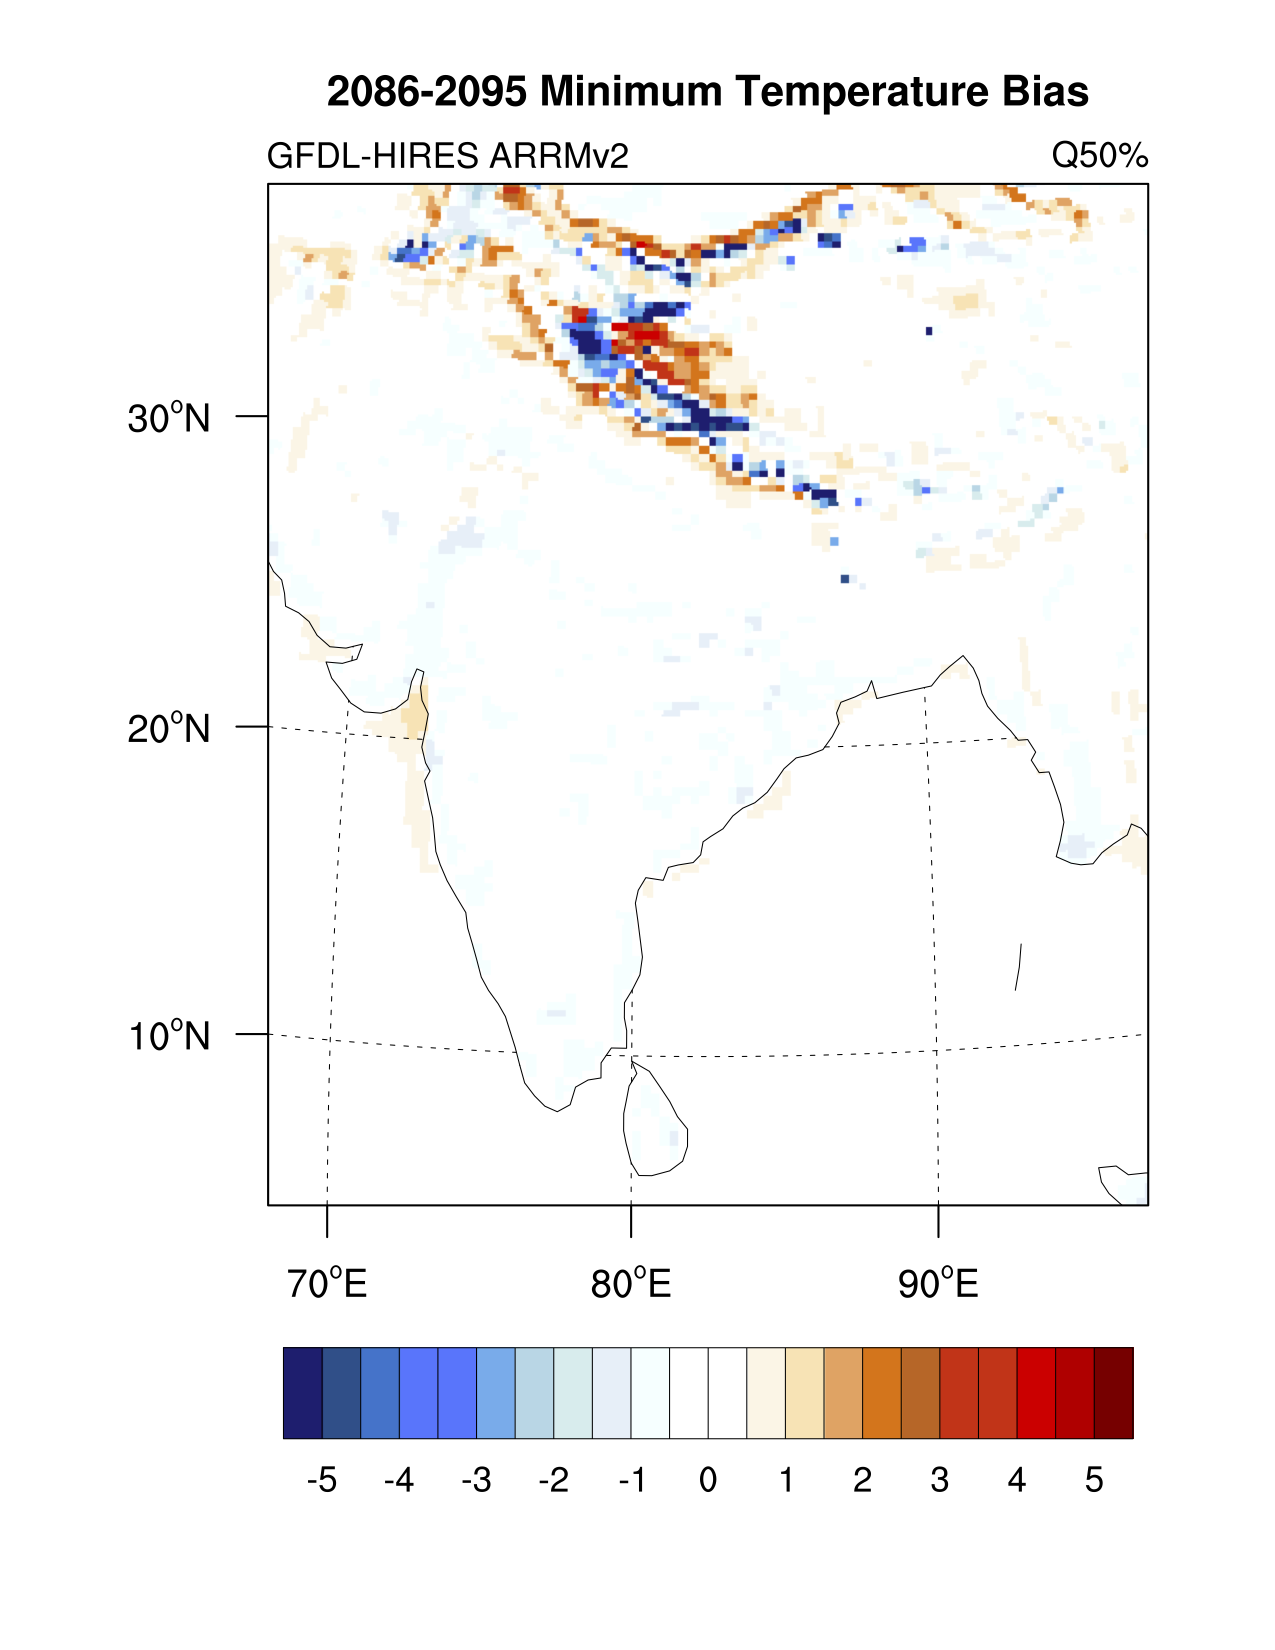 2086-2095 Minimum Temperature Bias
GFDL-HIRES ARRMv2 Q50%
30°N
20°N
10°N
70°E 80°E 90°E
-5 -4 -3 -2 -1 0 1 2 3 4 5